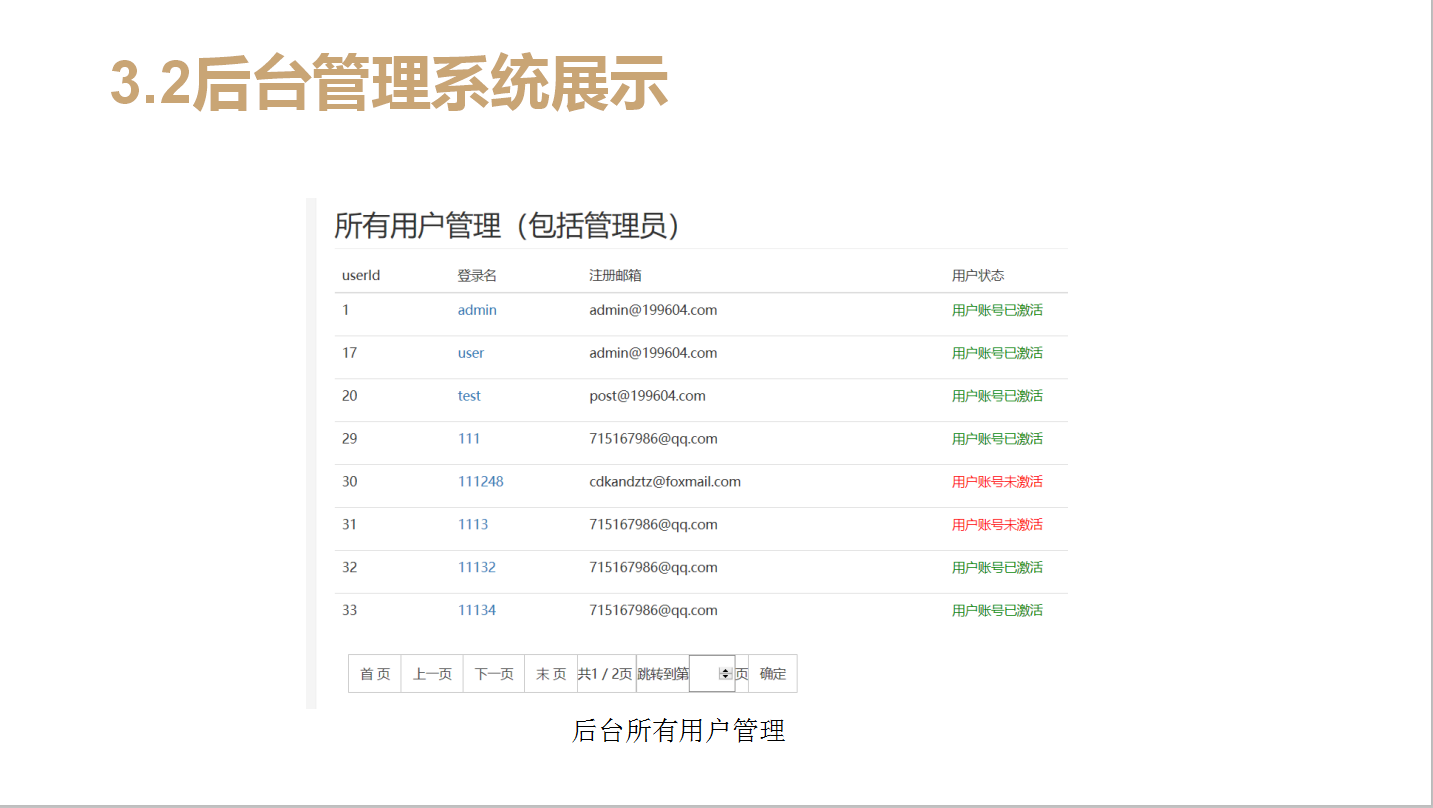 3.2后台管理系统展示
所有用户管理（包括管理员）
userId 登录名 注册邮箱 用户状态
1 admin admin@199604.com 用户账号已激活
17 user admin@199604.com 用户账号已激活
20 test post@199604.com 用户账号已激活
29 111 715167986@qq.com 用户账号已激活
30 111248 cdkandztz@foxmail.com 用户账号未激活
31 1113 715167986@qq.com 用户账号未激活
32 11132 715167986@qq.com 用户账号已激活
33 11134 715167986@qq.com 用户账号已激活
首 页 上一页 下一页 末 页 共1 / 2页 跳转到第 页 确定
后台所有用户管理